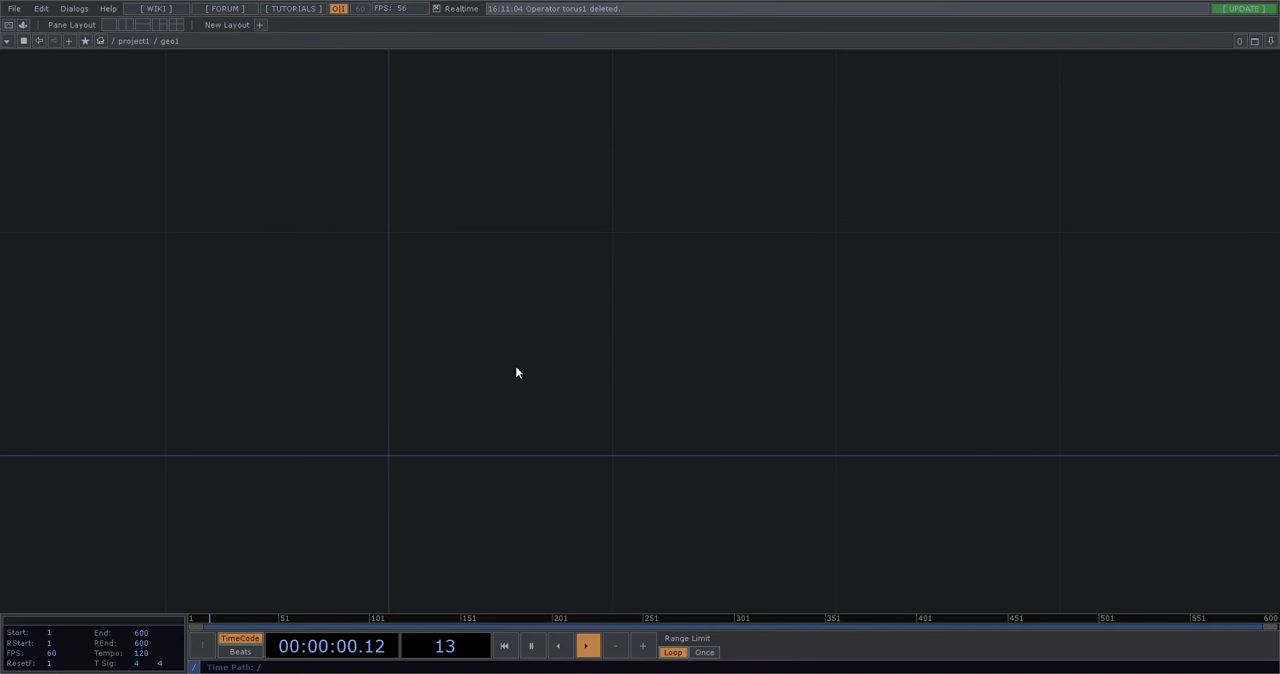 File Edit Dialogs Help [ WIKI ] [ FORUM ] [ TUTORIALS ] O|I 60 FPS: 56 Realtime 16:11:04 Operator torus1 deleted. [ UPDATE ]
Pane Layout New Layout +
/ project1 / geo1 0
1 51 101 151 201 251 301 351 401 451 501 551 600
Start: 1 End: 600
RStart: 1 REnd: 600
FPS: 60 Tempo: 120
ResetF: 1 T Sig: 4 4
TimeCode
Beats
00:00:00.12 13
- +
Range Limit
Loop Once
/ Time Path: /